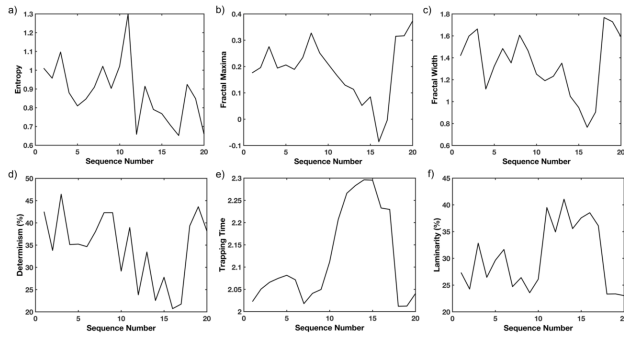 a)
1.3
1.2
1.1
1
0.9
0.8
0.7
0.6
Entropy
0 5 10 15 20
Sequence Number
b)
0.4
0.3
0.2
0.1
0
-0.1
Fractal Maxima
0 5 10 15 20
Sequence Number
c)
1.8
1.6
1.4
1.2
1
0.8
0.6
Fractal Width
0 5 10 15 20
Sequence Number
d)
50
45
40
35
30
25
20
Determinism (%)
0 5 10 15 20
Sequence Number
e)
2.3
2.25
2.2
2.15
2.1
2.05
2
Trapping Time
0 5 10 15 20
Sequence Number
f)
45
40
35
30
25
20
Laminarity (%)
0 5 10 15 20
Sequence Number